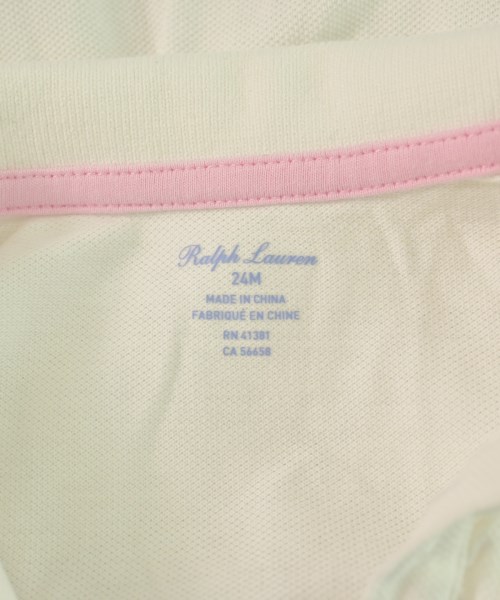 Ralph Lauren
24M
MADE IN CHINA
FABRIQUÉ EN CHINE
RN 41381
CA 56658